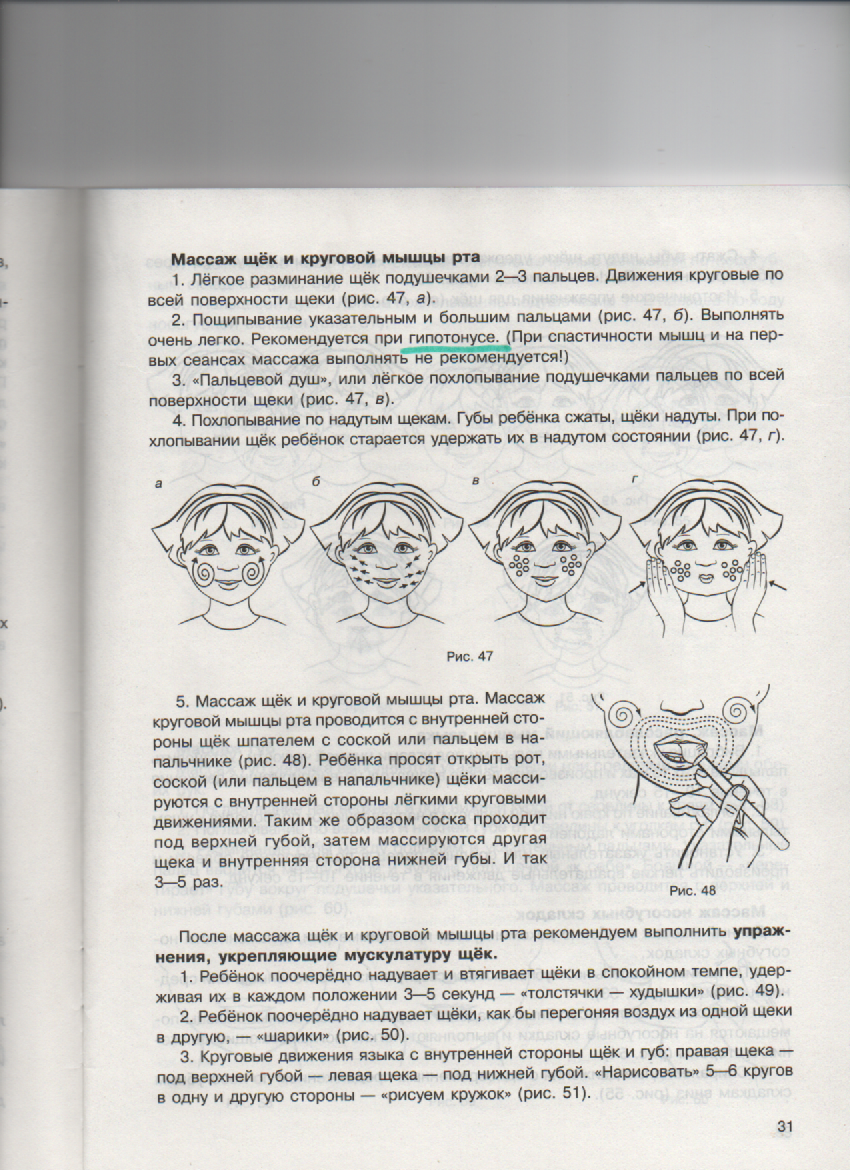 Массаж щёк и круговой мышцы рта
1. Лёгкое разминание щёк подушечками 2—3 пальцев. Движения круговые по
всей поверхности щеки (рис. 47, а).
2. Пощипывание указательным и большим пальцами (рис. 47, б). Выполнять
очень легко. Рекомендуется при гипотонусе. (При спастичности мышц и на пер-
вых сеансах массажа выполнять не рекомендуется!)
3. «Пальцевой душ», или лёгкое похлопывание подушечками пальцев по всей
поверхности щеки (рис. 47, в).
4. Похлопывание по надутым щекам. Губы ребёнка сжаты, щёки надуты. При по-
хлопывании щёк ребёнок старается удержать их в надутом состоянии (рис. 47, г).
а б в г
Рис. 47
5. Массаж щёк и круговой мышцы рта. Массаж
круговой мышцы рта проводится с внутренней сто-
роны щёк шпателем с соской или пальцем в на-
пальчнике (рис. 48). Ребёнка просят открыть рот,
соской (или пальцем в напальчнике) щёки масси-
руются с внутренней стороны лёгкими круговыми
движениями. Таким же образом соска проходит
под верхней губой, затем массируются другая
щека и внутренняя сторона нижней губы. И так
3—5 раз.
Рис. 48
После массажа щёк и круговой мышцы рта рекомендуем выполнить упраж-
нения, укрепляющие мускулатуру щёк.
1. Ребёнок поочерёдно надувает и втягивает щёки в спокойном темпе, удер-
живая их в каждом положении 3—5 секунд — «толстячки — худышки» (рис. 49).
2. Ребёнок поочерёдно надувает щёки, как бы перегоняя воздух из одной щеки
в другую, — «шарики» (рис. 50).
3. Круговые движения языка с внутренней стороны щёк и губ: правая щека —
под верхней губой — левая щека — под нижней губой. «Нарисовать» 5—6 кругов
в одну и другую стороны — «рисуем кружок» (рис. 51).
31